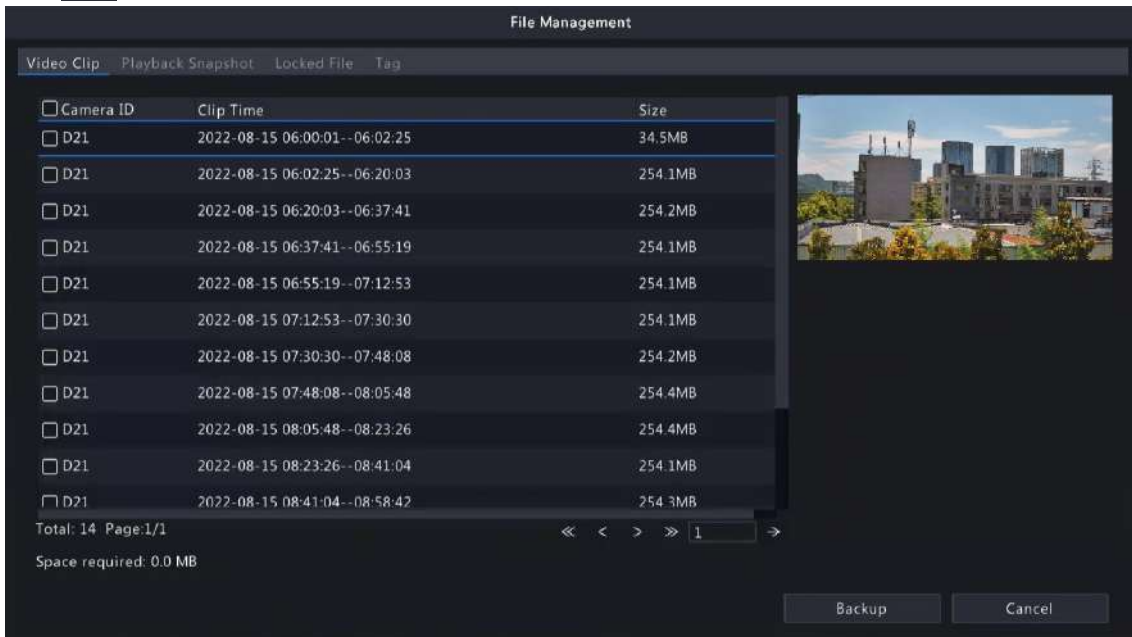 File Management
Video Clip Playback Snapshot Locked File Tag
Camera ID Clip Time Size
D21 2022-08-15 06:00:01--06:02:25 34.5MB
D21 2022-08-15 06:02:25--06:20:03 254.1MB
D21 2022-08-15 06:20:03--06:37:41 254.2MB
D21 2022-08-15 06:37:41--06:55:19 254.1MB
D21 2022-08-15 06:55:19--07:12:53 254.1MB
D21 2022-08-15 07:12:53--07:30:30 254.1MB
D21 2022-08-15 07:30:30--07:48:08 254.2MB
D21 2022-08-15 07:48:08--08:05:48 254.4MB
D21 2022-08-15 08:05:48--08:23:26 254.4MB
D21 2022-08-15 08:23:26--08:41:04 254.1MB
D21 2022-08-15 08:41:04--08:58:42 254.3MB
Total: 14 Page:1/1 « < > » 1 →
Space required: 0.0 MB
Backup Cancel